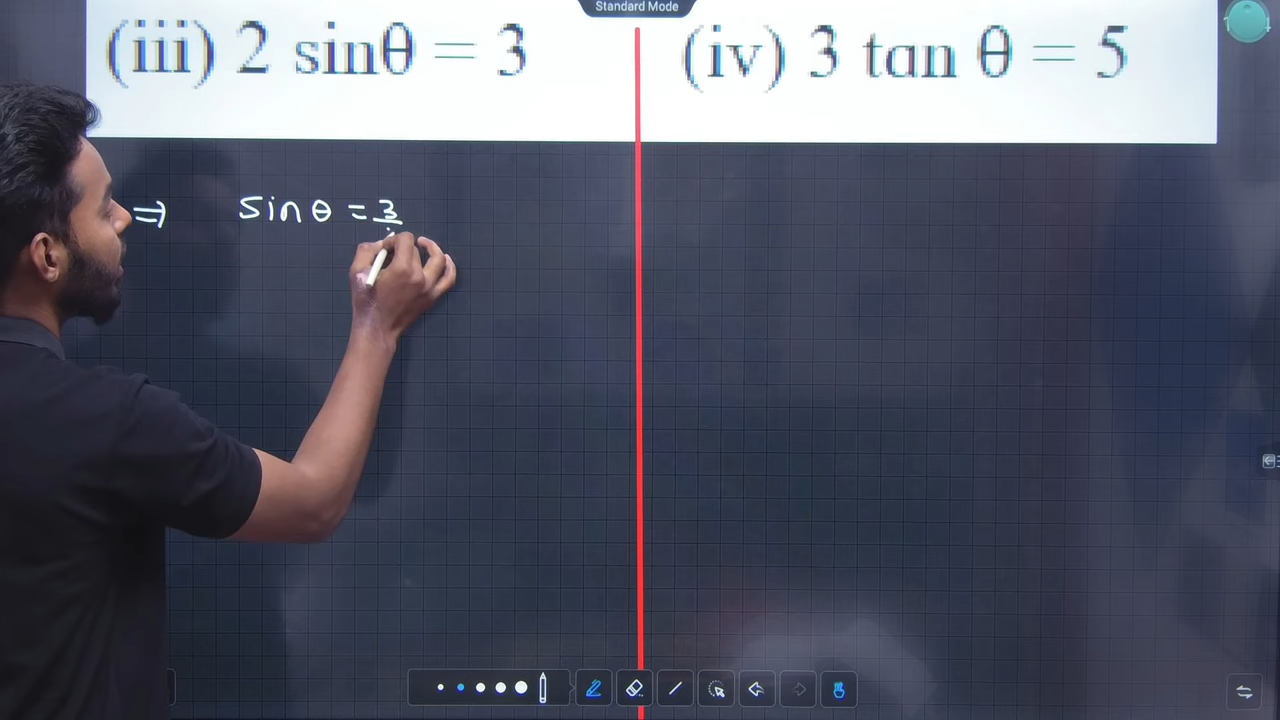 Standard Mode
(iii) 2 sinθ = 3
(iv) 3 tan θ = 5
⇒ sin θ = 3